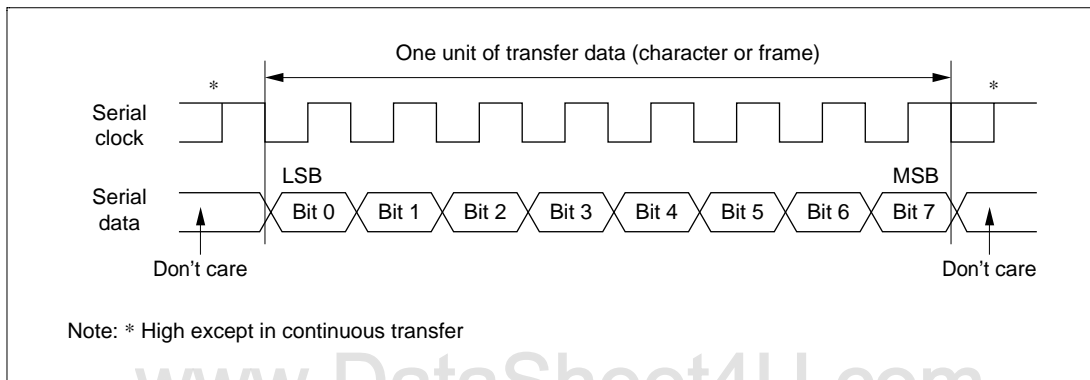 One unit of transfer data (character or frame)
* *
Serial
clock
LSB MSB
Serial
data
Bit 0 Bit 1 Bit 2 Bit 3 Bit 4 Bit 5 Bit 6 Bit 7
Don't care Don't care
Note: * High except in continuous transfer
www.DataSheet4U.com